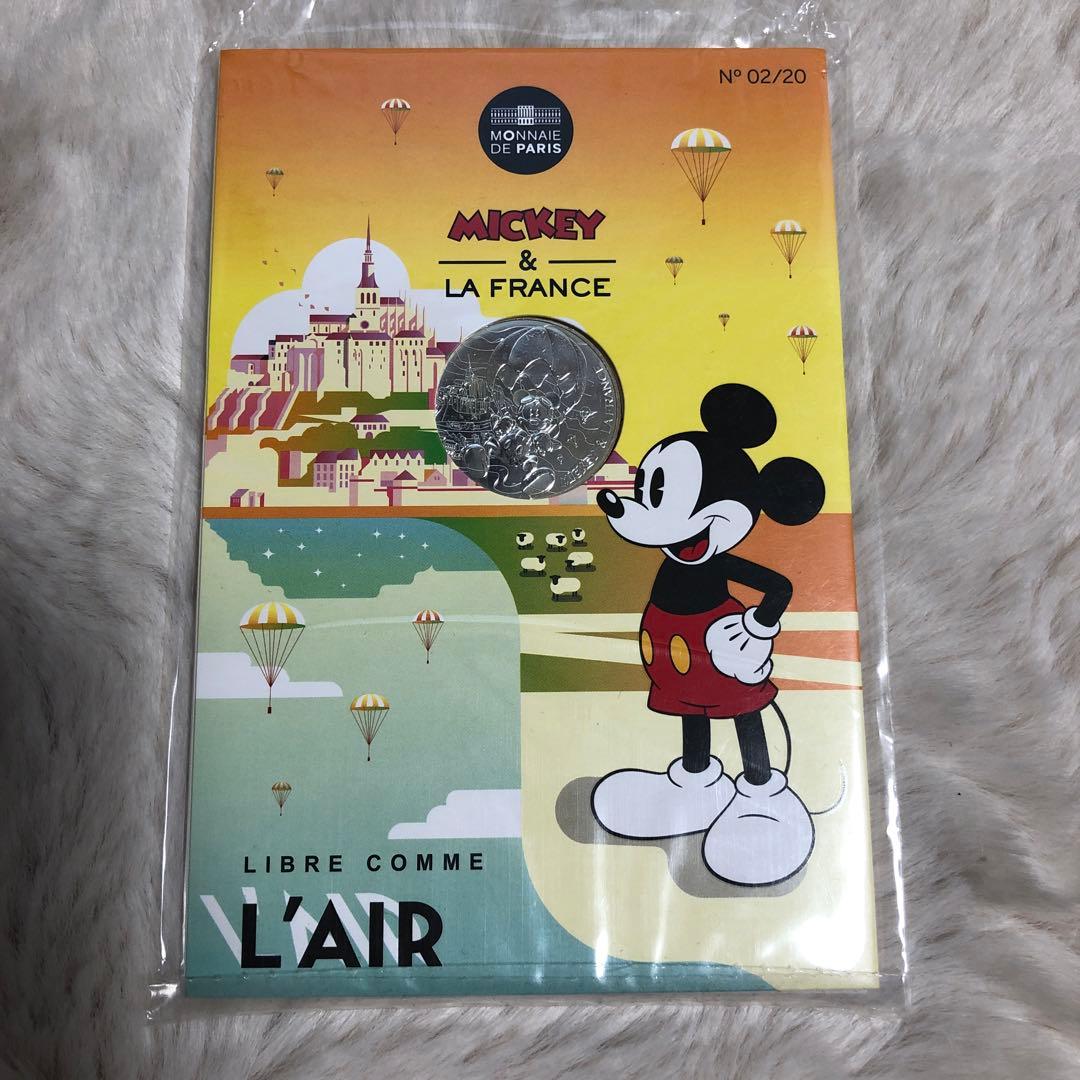 Nº 02/20
MONNAIE
DE PARIS
MICKEY
&
LA FRANCE
LIBRE COMME
L'AIR